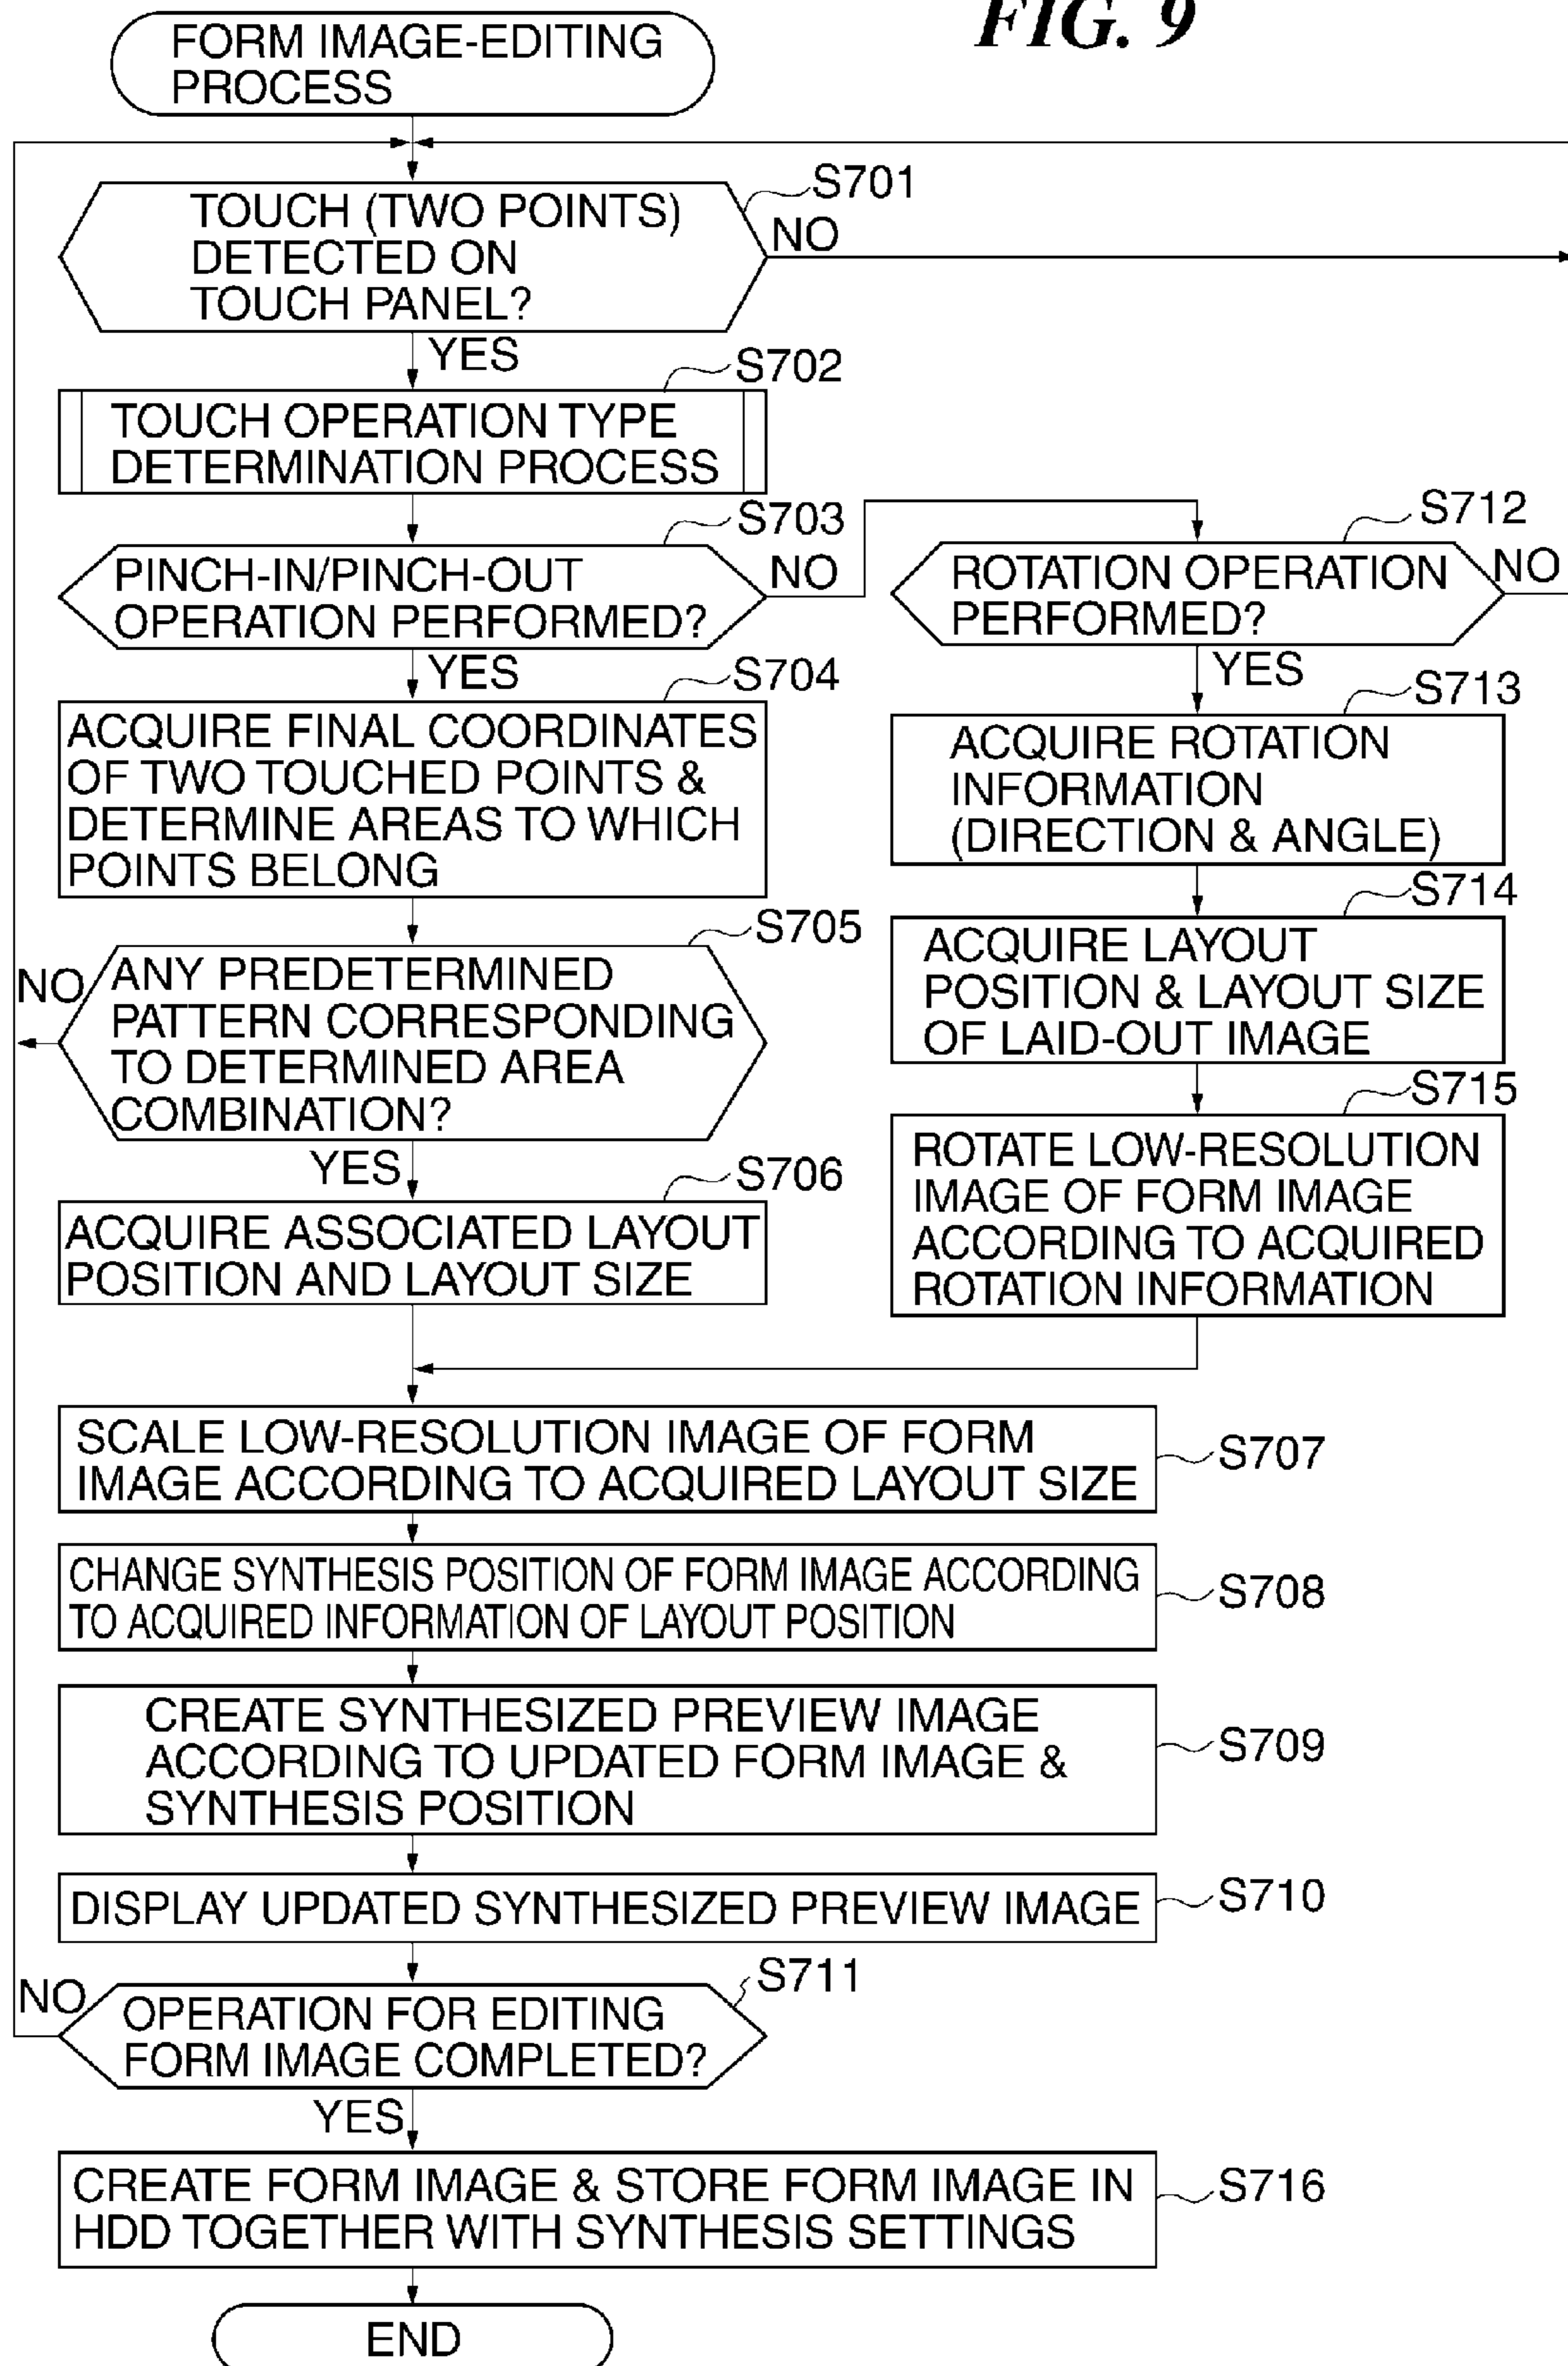 FIG. 9
FORM IMAGE-EDITING
PROCESS
S701
TOUCH (TWO POINTS)
DETECTED ON
TOUCH PANEL?
NO
YES
S702
TOUCH OPERATION TYPE
DETERMINATION PROCESS
S703
PINCH-IN/PINCH-OUT
OPERATION PERFORMED?
NO
YES
S712
ROTATION OPERATION
PERFORMED?
NO
YES
S704
ACQUIRE FINAL COORDINATES
OF TWO TOUCHED POINTS &
DETERMINE AREAS TO WHICH
POINTS BELONG
S713
ACQUIRE ROTATION
INFORMATION
(DIRECTION & ANGLE)
S705
NO
ANY PREDETERMINED
PATTERN CORRESPONDING
TO DETERMINED AREA
COMBINATION?
YES
S714
ACQUIRE LAYOUT
POSITION & LAYOUT SIZE
OF LAID-OUT IMAGE
S706
ACQUIRE ASSOCIATED LAYOUT
POSITION AND LAYOUT SIZE
S715
ROTATE LOW-RESOLUTION
IMAGE OF FORM IMAGE
ACCORDING TO ACQUIRED
ROTATION INFORMATION
SCALE LOW-RESOLUTION IMAGE OF FORM
IMAGE ACCORDING TO ACQUIRED LAYOUT SIZE
S707
CHANGE SYNTHESIS POSITION OF FORM IMAGE ACCORDING
TO ACQUIRED INFORMATION OF LAYOUT POSITION
S708
CREATE SYNTHESIZED PREVIEW IMAGE
ACCORDING TO UPDATED FORM IMAGE &
SYNTHESIS POSITION
S709
DISPLAY UPDATED SYNTHESIZED PREVIEW IMAGE
S710
S711
NO
OPERATION FOR EDITING
FORM IMAGE COMPLETED?
YES
CREATE FORM IMAGE & STORE FORM IMAGE IN
HDD TOGETHER WITH SYNTHESIS SETTINGS
S716
END